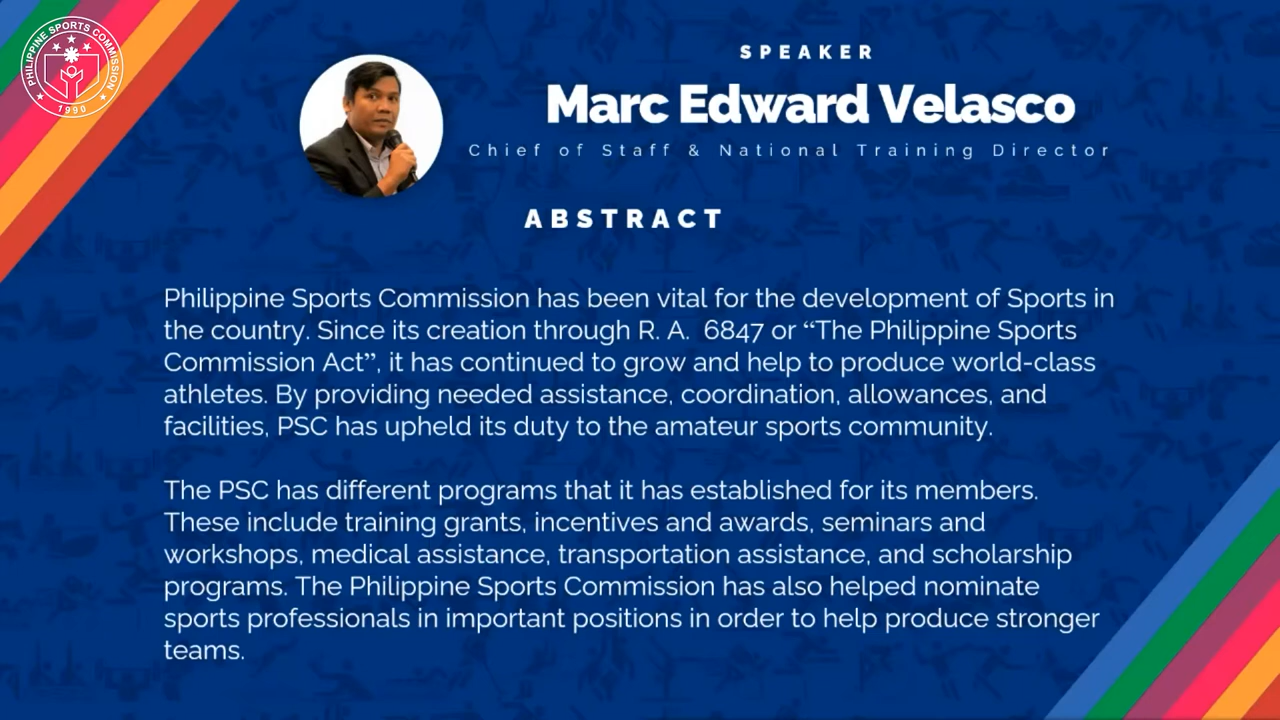 PHILIPPINE SPORTS COMMISSION
1990
SPEAKER
Marc Edward Velasco
Chief of Staff & National Training Director
ABSTRACT
Philippine Sports Commission has been vital for the development of Sports in
the country. Since its creation through R. A.  6847 or “The Philippine Sports
Commission Act”, it has continued to grow and help to produce world-class
athletes. By providing needed assistance, coordination, allowances, and
facilities, PSC has upheld its duty to the amateur sports community.
The PSC has different programs that it has established for its members.
These include training grants, incentives and awards, seminars and
workshops, medical assistance, transportation assistance, and scholarship
programs. The Philippine Sports Commission has also helped nominate
sports professionals in important positions in order to help produce stronger
teams.